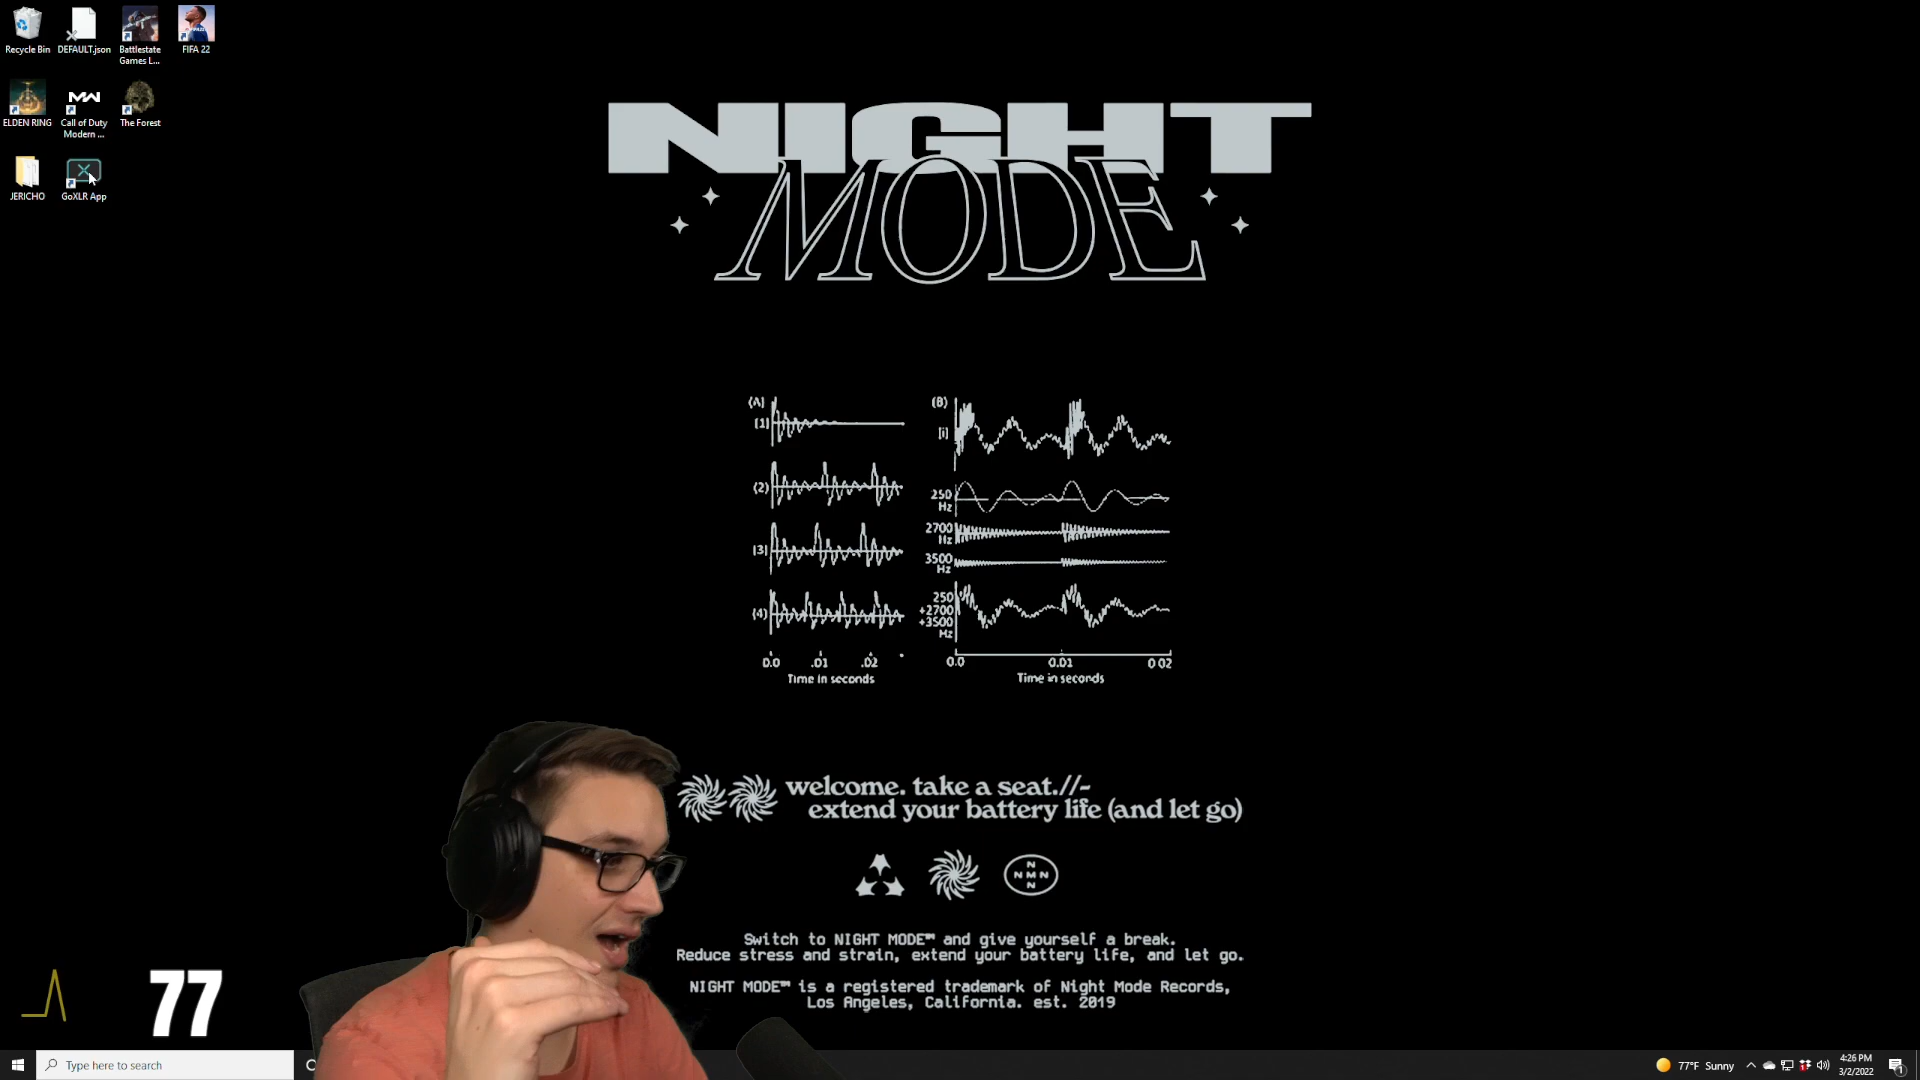 Recycle Bin
DEFAULT.json
Battlestate
Games L...
FIFA 22
ELDEN RING
MW
Call of Duty
Modern ...
The Forest
JERICHO
GoXLR App
NIGHT
MODE
(A)
[1]
(2)
[3]
(4)
0.0 .01 .02
Time in seconds
(B)
[i]
250
Hz
2700
Hz
3500
Hz
250
+2700
+3500
Hz
0.0 0.01 0 02
Time in seconds
welcome. take a seat.//-
extend your battery life (and let go)
N
N M N
N
Switch to NIGHT MODE™ and give yourself a break.
Reduce stress and strain, extend your battery life, and let go.
NIGHT MODE™ is a registered trademark of Night Mode Records,
Los Angeles, California. est. 2019
77
Type here to search
77°F Sunny
4:26 PM
3/2/2022
1